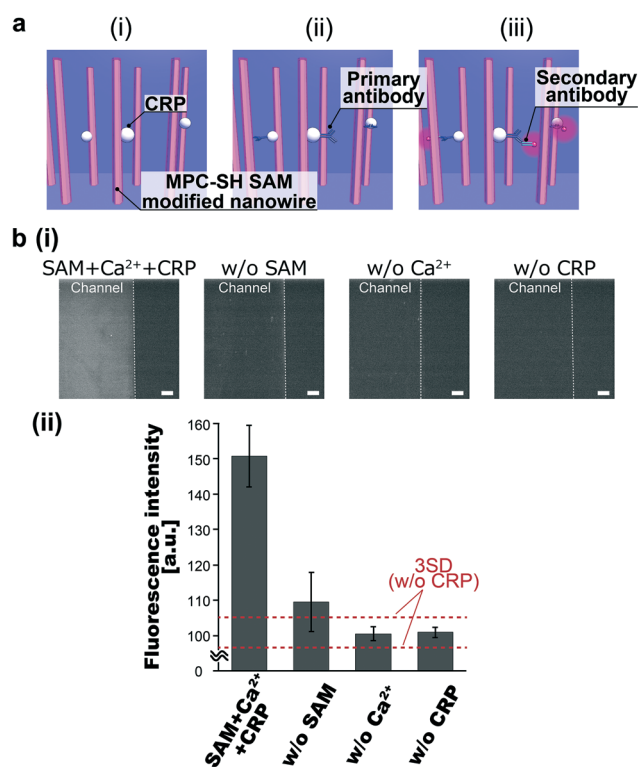 a
(i)
(ii)
(iii)
CRP
MPC-SH SAM
modified nanowire
Primary
antibody
Secondary
antibody
b (i)
SAM+Ca²⁺+CRP
w/o SAM
w/o Ca²⁺
w/o CRP
Channel
Channel
Channel
Channel
(ii)
Fluorescence intensity
[a.u.]
160
150
140
130
120
110
100
0
3SD
(w/o CRP)
SAM+Ca²⁺
+CRP
w/o SAM
w/o Ca²⁺
w/o CRP